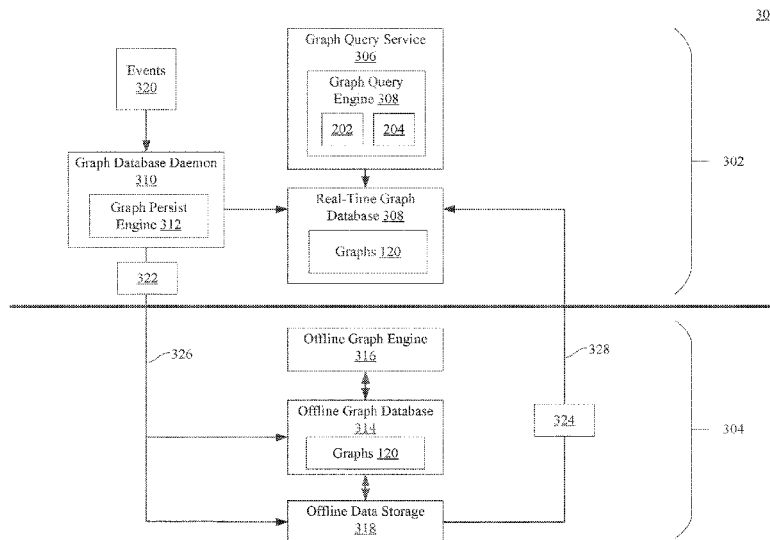 30
Graph Query Service
306
Graph Query
Engine 308
202
204
Events
320
Graph Database Daemon
310
Graph Persist
Engine 312
Real-Time Graph
Database 308
Graphs 120
302
322
326
Offline Graph Engine
316
328
Offline Graph Database
314
Graphs 120
324
304
Offline Data Storage
318